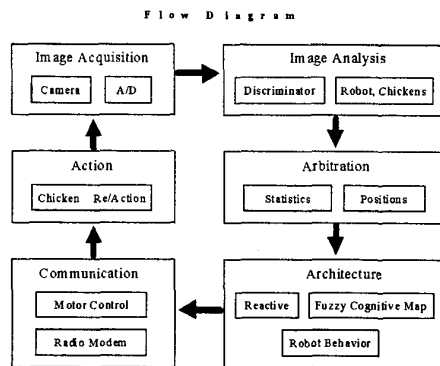 Flow Diagram
Image Acquisition
Camera
A/D
Image Analysis
Discriminator
Robot, Chickens
Action
Chicken Re/Action
Arbitration
Statistics
Positions
Communication
Motor Control
Radio Modem
Architecture
Reactive
Fuzzy Cognitive Map
Robot Behavior